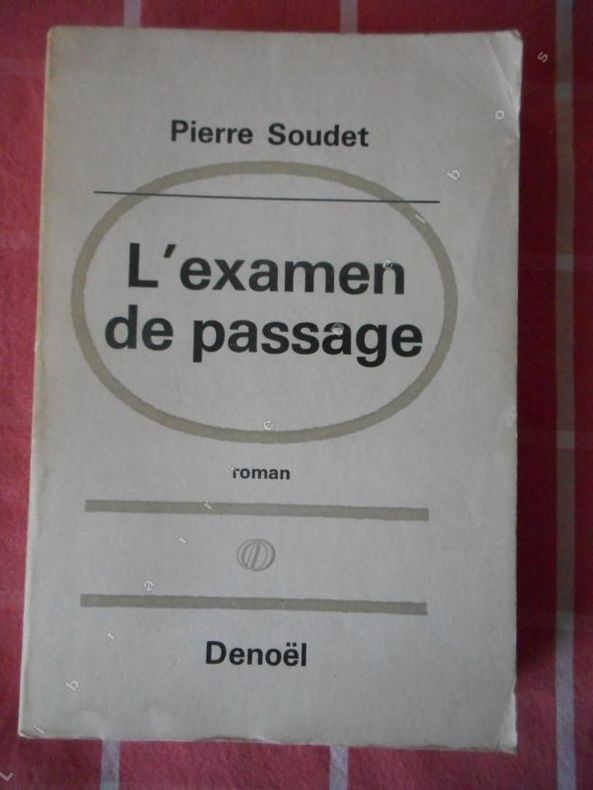 Pierre Soudet
L'examen
de passage
roman
Denoël